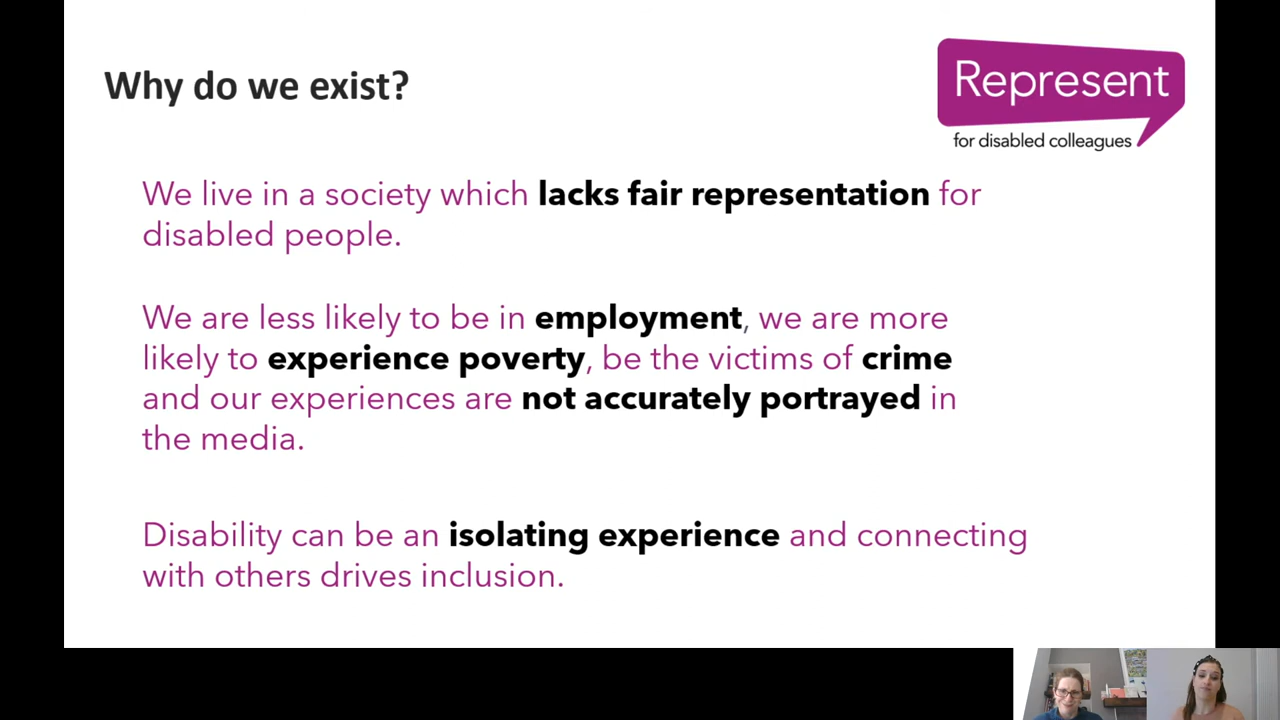 Why do we exist?
Represent
for disabled colleagues
We live in a society which lacks fair representation for
disabled people.
We are less likely to be in employment, we are more
likely to experience poverty, be the victims of crime
and our experiences are not accurately portrayed in
the media.
Disability can be an isolating experience and connecting
with others drives inclusion.